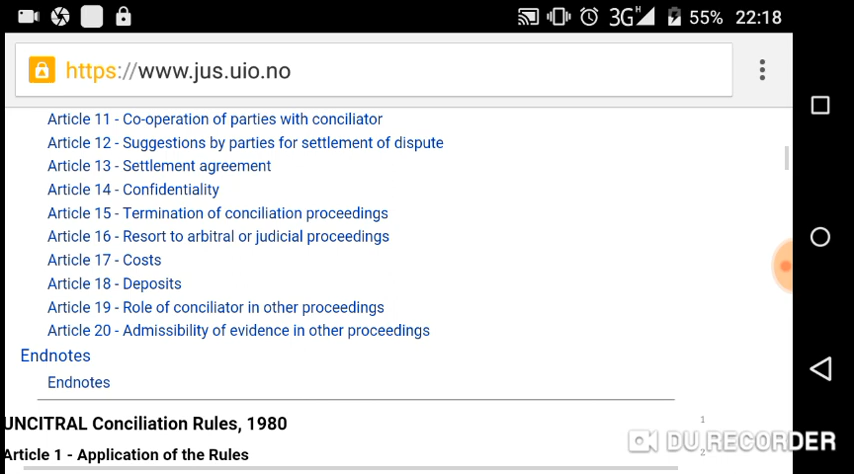 3G H 55% 22:18
https://www.jus.uio.no
Article 11 - Co-operation of parties with conciliator
Article 12 - Suggestions by parties for settlement of dispute
Article 13 - Settlement agreement
Article 14 - Confidentiality
Article 15 - Termination of conciliation proceedings
Article 16 - Resort to arbitral or judicial proceedings
Article 17 - Costs
Article 18 - Deposits
Article 19 - Role of conciliator in other proceedings
Article 20 - Admissibility of evidence in other proceedings
Endnotes
Endnotes
UNCITRAL Conciliation Rules, 1980 1
Article 1 - Application of the Rules 2
DU RECORDER